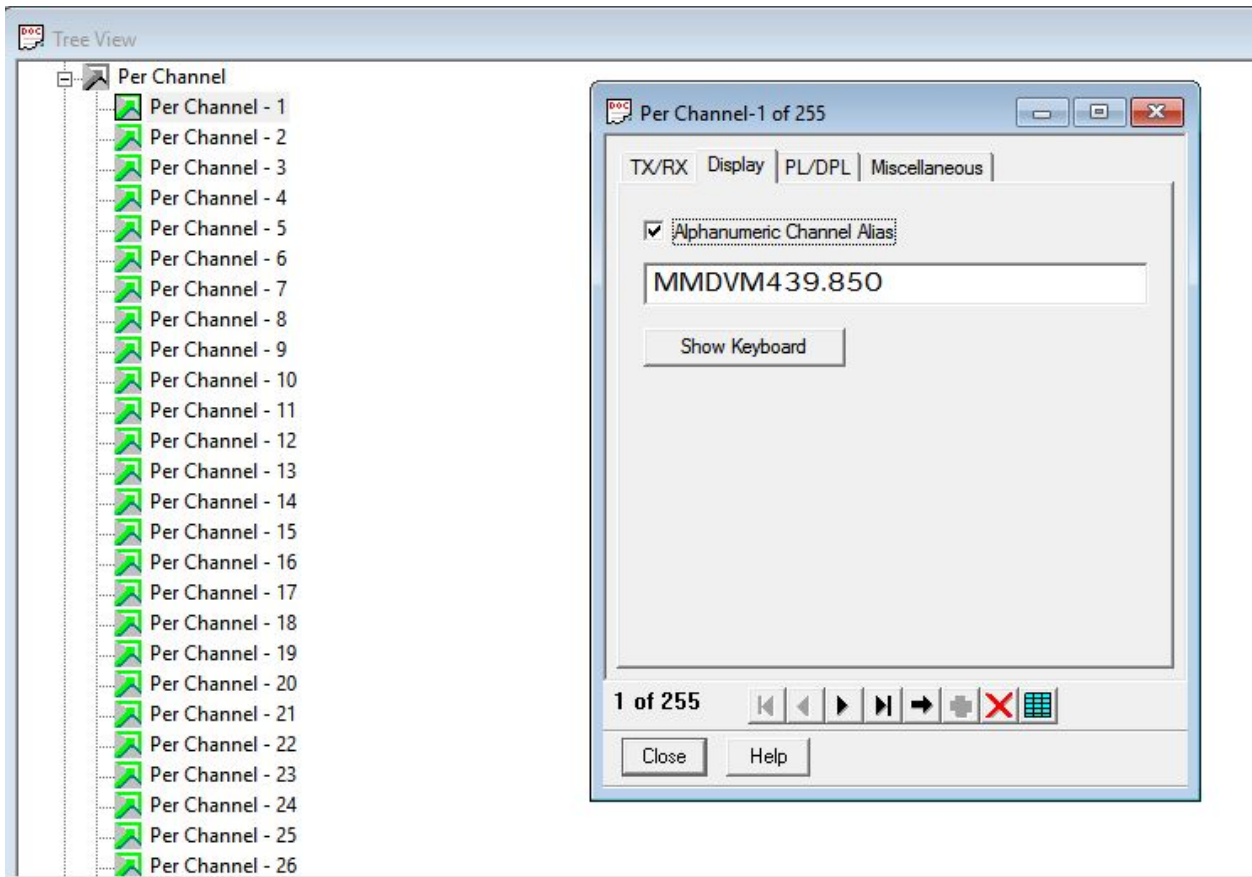 DOC
Tree View
Per Channel
Per Channel - 1
Per Channel - 2
Per Channel - 3
Per Channel - 4
Per Channel - 5
Per Channel - 6
Per Channel - 7
Per Channel - 8
Per Channel - 9
Per Channel - 10
Per Channel - 11
Per Channel - 12
Per Channel - 13
Per Channel - 14
Per Channel - 15
Per Channel - 16
Per Channel - 17
Per Channel - 18
Per Channel - 19
Per Channel - 20
Per Channel - 21
Per Channel - 22
Per Channel - 23
Per Channel - 24
Per Channel - 25
Per Channel - 26
DOC
Per Channel-1 of 255
TX/RX Display PL/DPL Miscellaneous
Alphanumeric Channel Alias
MMDVM439.850
Show Keyboard
1 of 255
Close Help